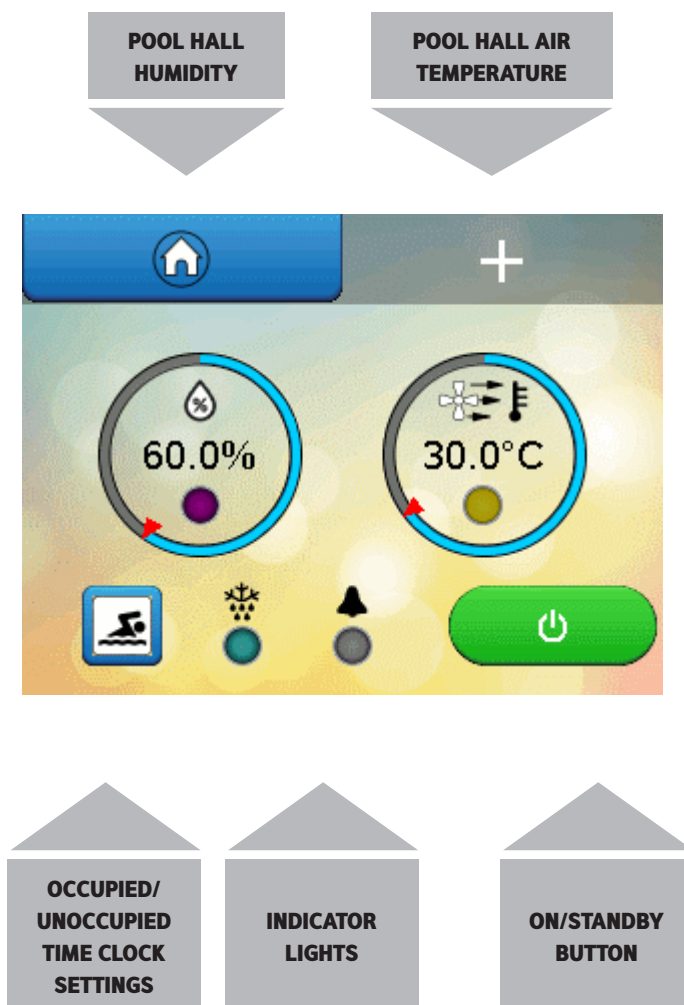 POOL HALL
HUMIDITY
POOL HALL AIR
TEMPERATURE
%
60.0%
30.0°C
OCCUPIED/
UNOCCUPIED
TIME CLOCK
SETTINGS
INDICATOR
LIGHTS
ON/STANDBY
BUTTON